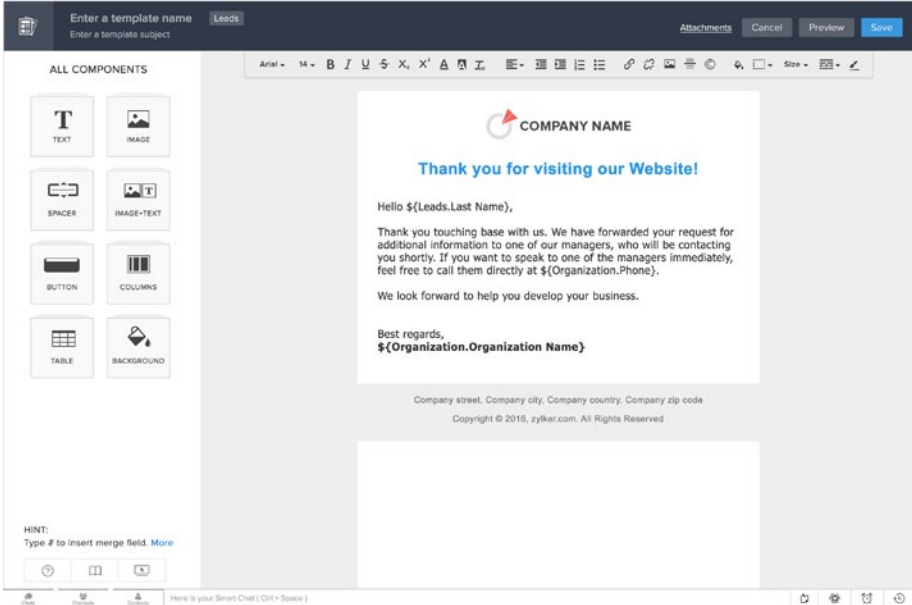 Enter a template name Leads
Enter a template subject
Attachments Cancel Preview Save
ALL COMPONENTS
Arial 14 B I U S X, X' A T. Size
TEXT IMAGE
SPACER IMAGE+TEXT
BUTTON COLUMNS
TABLE BACKGROUND
COMPANY NAME
Thank you for visiting our Website!
Hello ${Leads.Last Name},
Thank you touching base with us. We have forwarded your request for
additional information to one of our managers, who will be contacting
you shortly. If you want to speak to one of the managers immediately,
feel free to call them directly at ${Organization.Phone}.
We look forward to help you develop your business.
Best regards,
${Organization.Organization Name}
Company street, Company city, Company country, Company zip code
Copyright © 2016, zylker.com. All Rights Reserved
HINT:
Type # to insert merge field. More
Chats Channels Contacts Here is your Smart Chat ( Ctrl + Space )